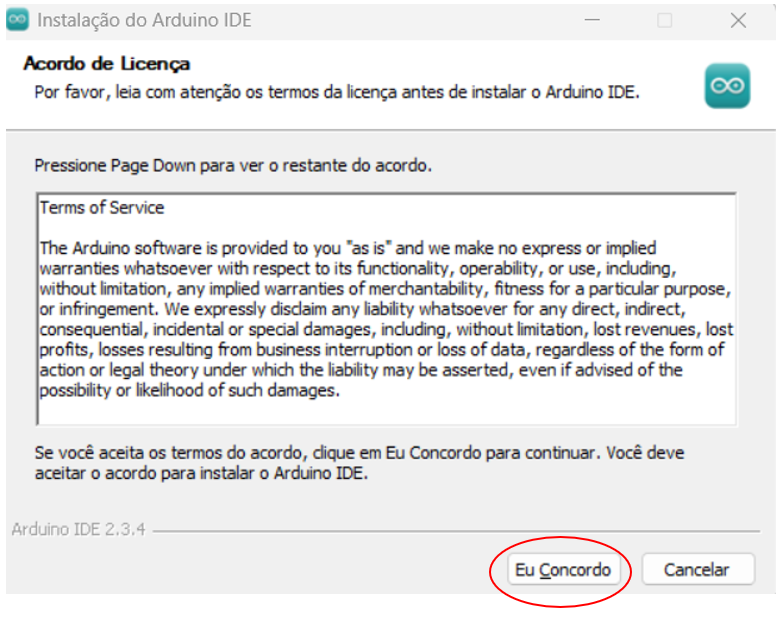 Instalação do Arduino IDE
Acordo de Licença
Por favor, leia com atenção os termos da licença antes de instalar o Arduino IDE.
Pressione Page Down para ver o restante do acordo.
Terms of Service
The Arduino software is provided to you "as is" and we make no express or implied
warranties whatsoever with respect to its functionality, operability, or use, including,
without limitation, any implied warranties of merchantability, fitness for a particular purpose,
or infringement. We expressly disclaim any liability whatsoever for any direct, indirect,
consequential, incidental or special damages, including, without limitation, lost revenues, lost
profits, losses resulting from business interruption or loss of data, regardless of the form of
action or legal theory under which the liability may be asserted, even if advised of the
possibility or likelihood of such damages.
Se você aceita os termos do acordo, clique em Eu Concordo para continuar. Você deve
aceitar o acordo para instalar o Arduino IDE.
Arduino IDE 2.3.4
Eu Concordo
Cancelar